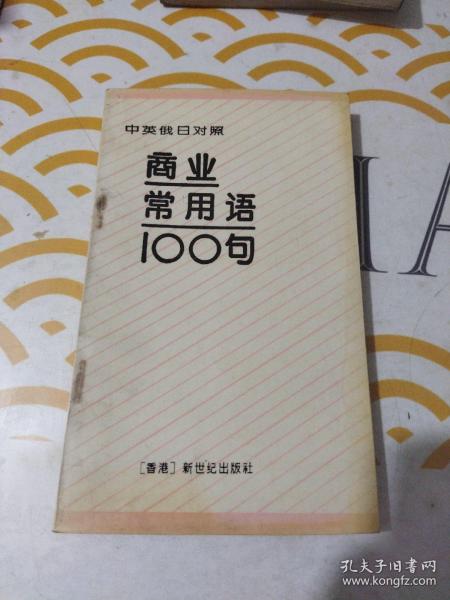 中英俄日对照
商业
常用语
100句
[香港] 新世纪出版社
IA
孔夫子旧书网
www.kongfz.com